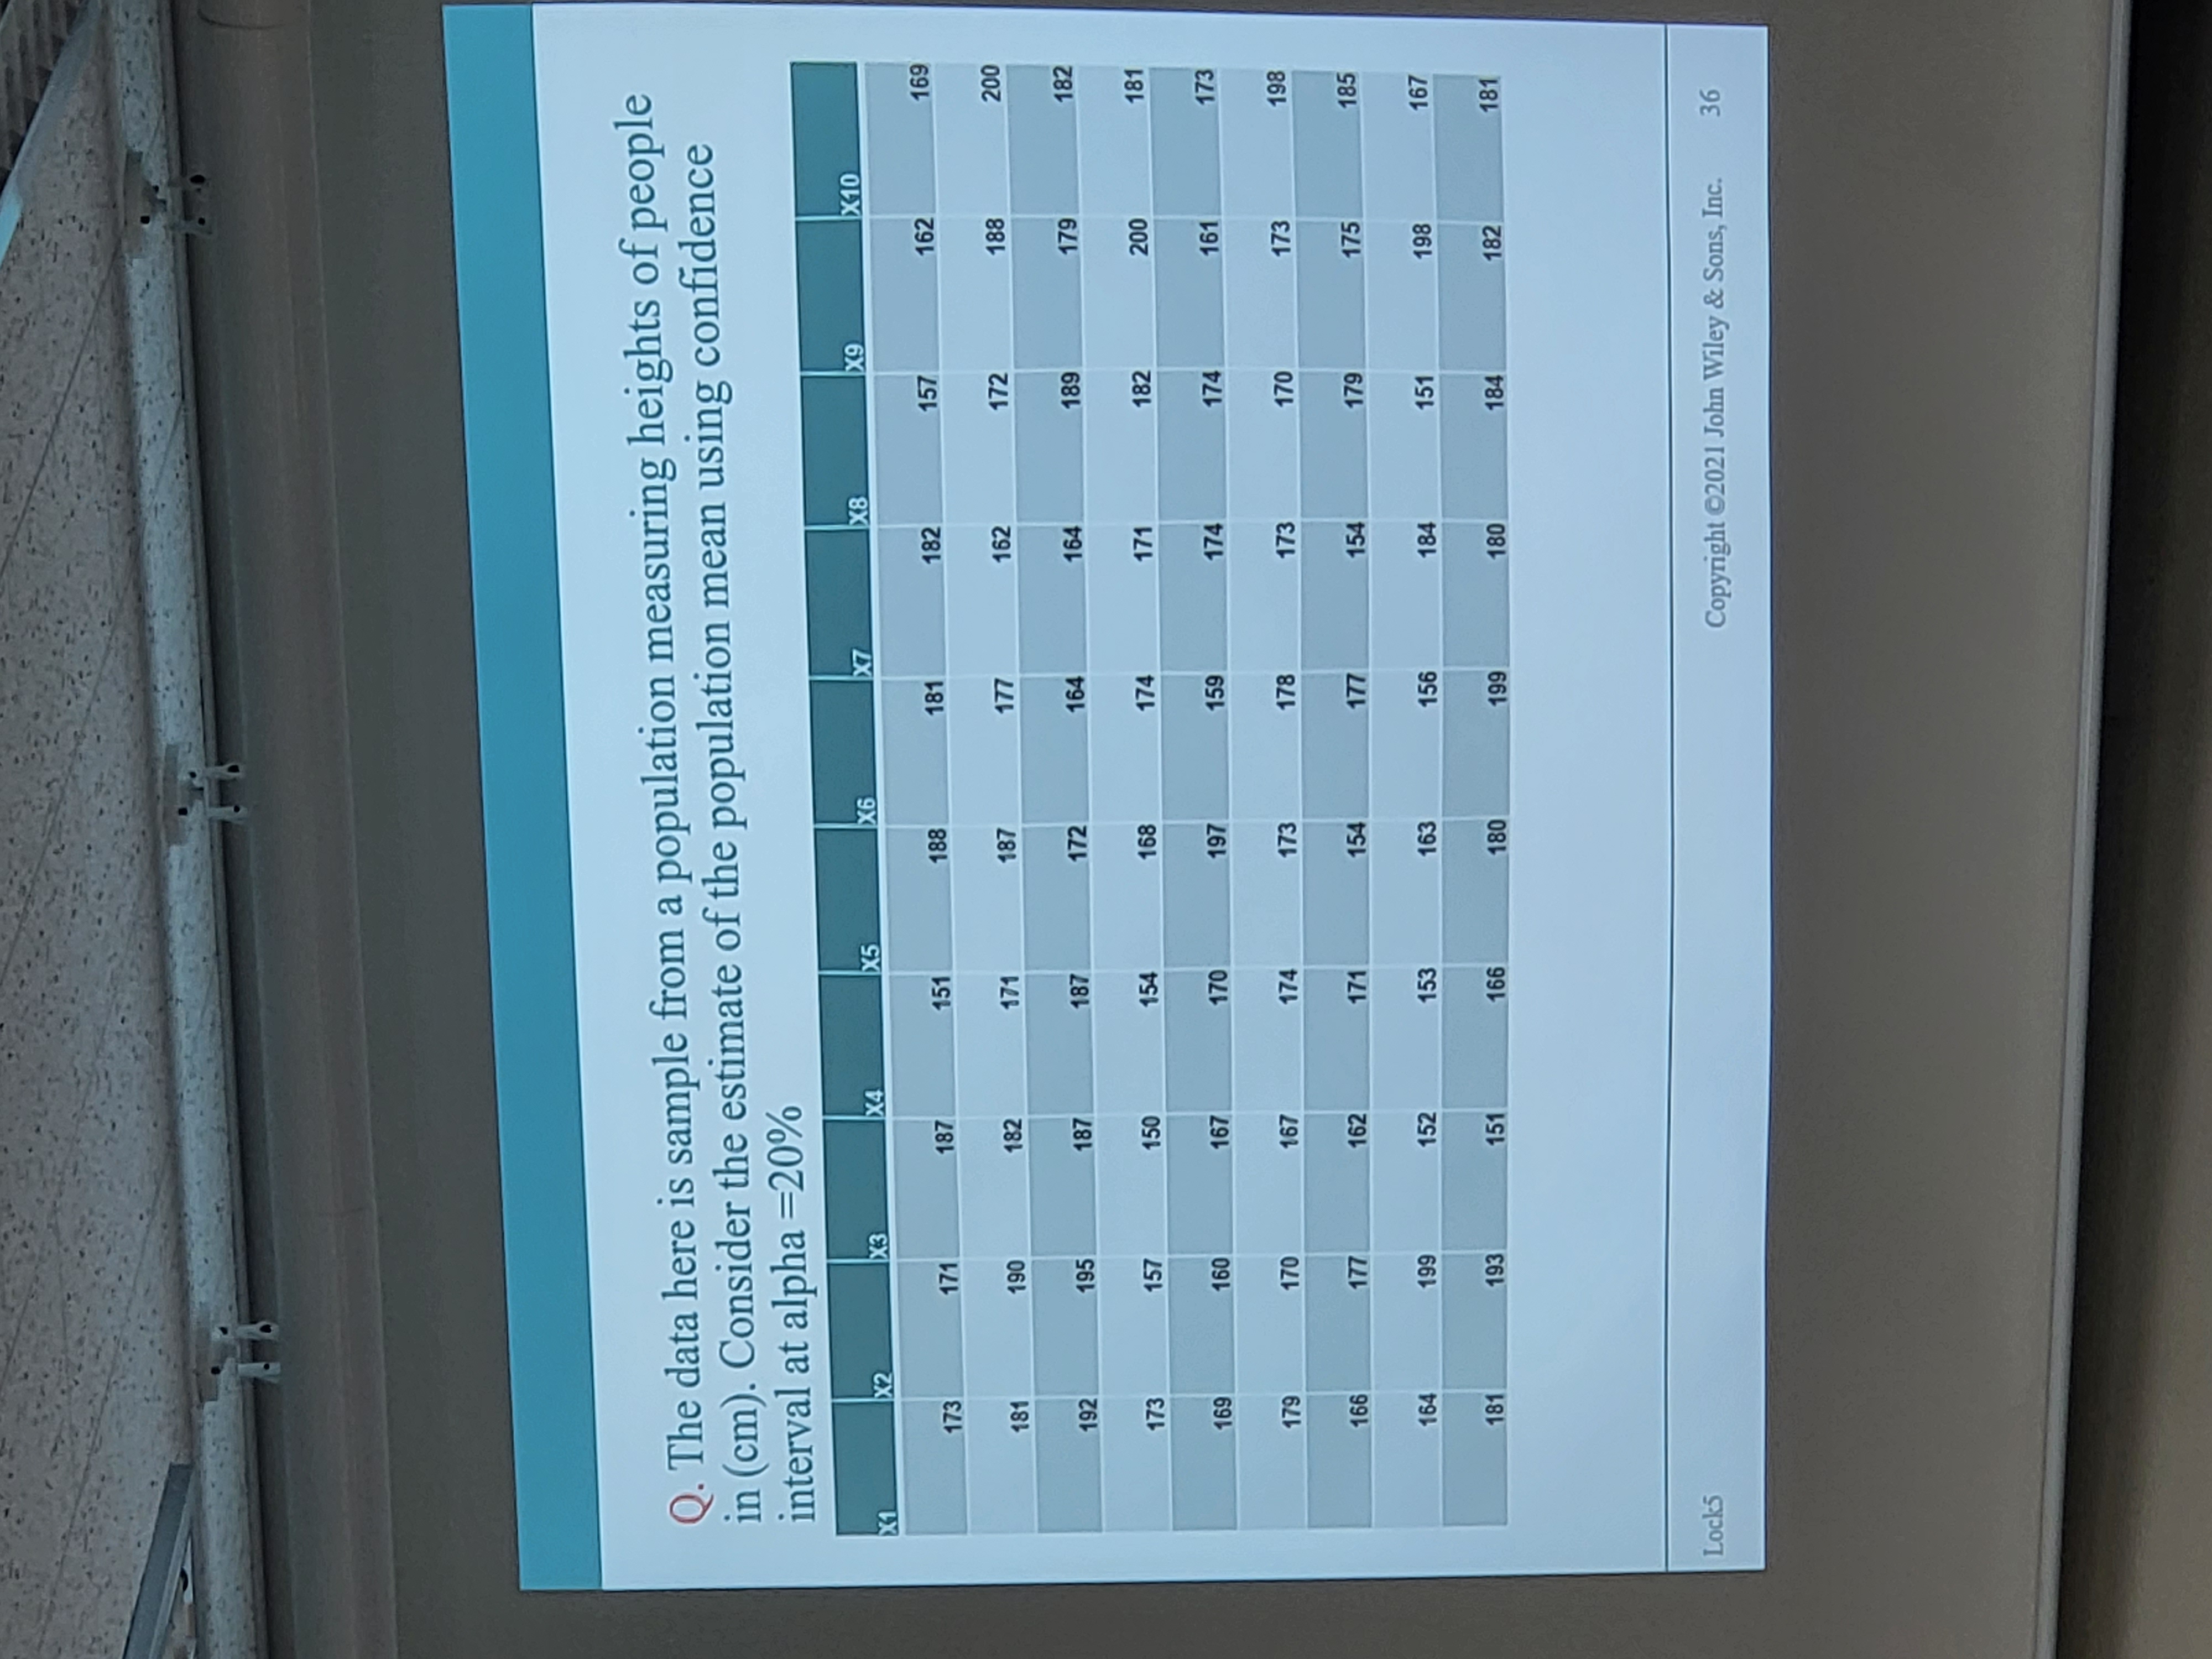 Q. The data here is sample from a population measuring heights of people
in (cm). Consider the estimate of the population mean using confidence
interval at alpha =20%
X1 X2 X3 X4 X5 X6 X7 X8 X9 X10
173 171 187 151 188 181 182 157 162 169
181 190 182 171 187 177 162 172 188 200
192 195 187 187 172 164 164 189 179 182
173 157 150 154 168 174 171 182 200 181
169 160 167 170 197 159 174 174 161 173
179 170 167 174 173 178 173 170 173 198
166 177 162 171 154 177 154 179 175 185
164 199 152 153 163 156 184 151 198 167
181 193 151 166 180 199 180 184 182 181
Lock5 Copyright ©2021 John Wiley & Sons, Inc. 36